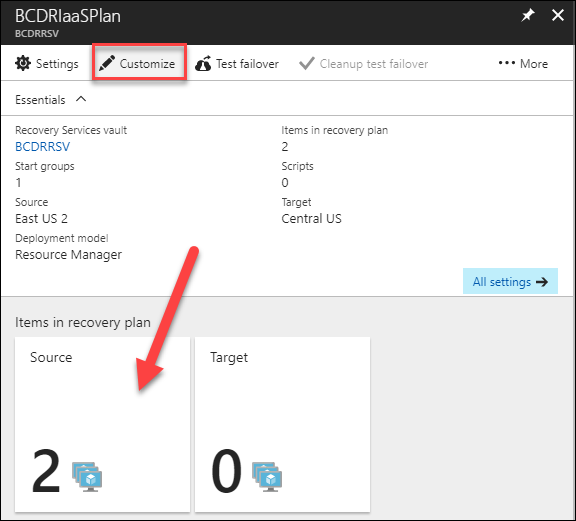 BCDRIaaSPlan
BCDRRSV
Settings Customize Test failover Cleanup test failover More
Essentials
Recovery Services vault Items in recovery plan
BCDRRSV 2
Start groups Scripts
1 0
Source Target
East US 2 Central US
Deployment model
Resource Manager
All settings
Items in recovery plan
Source Target
2 0